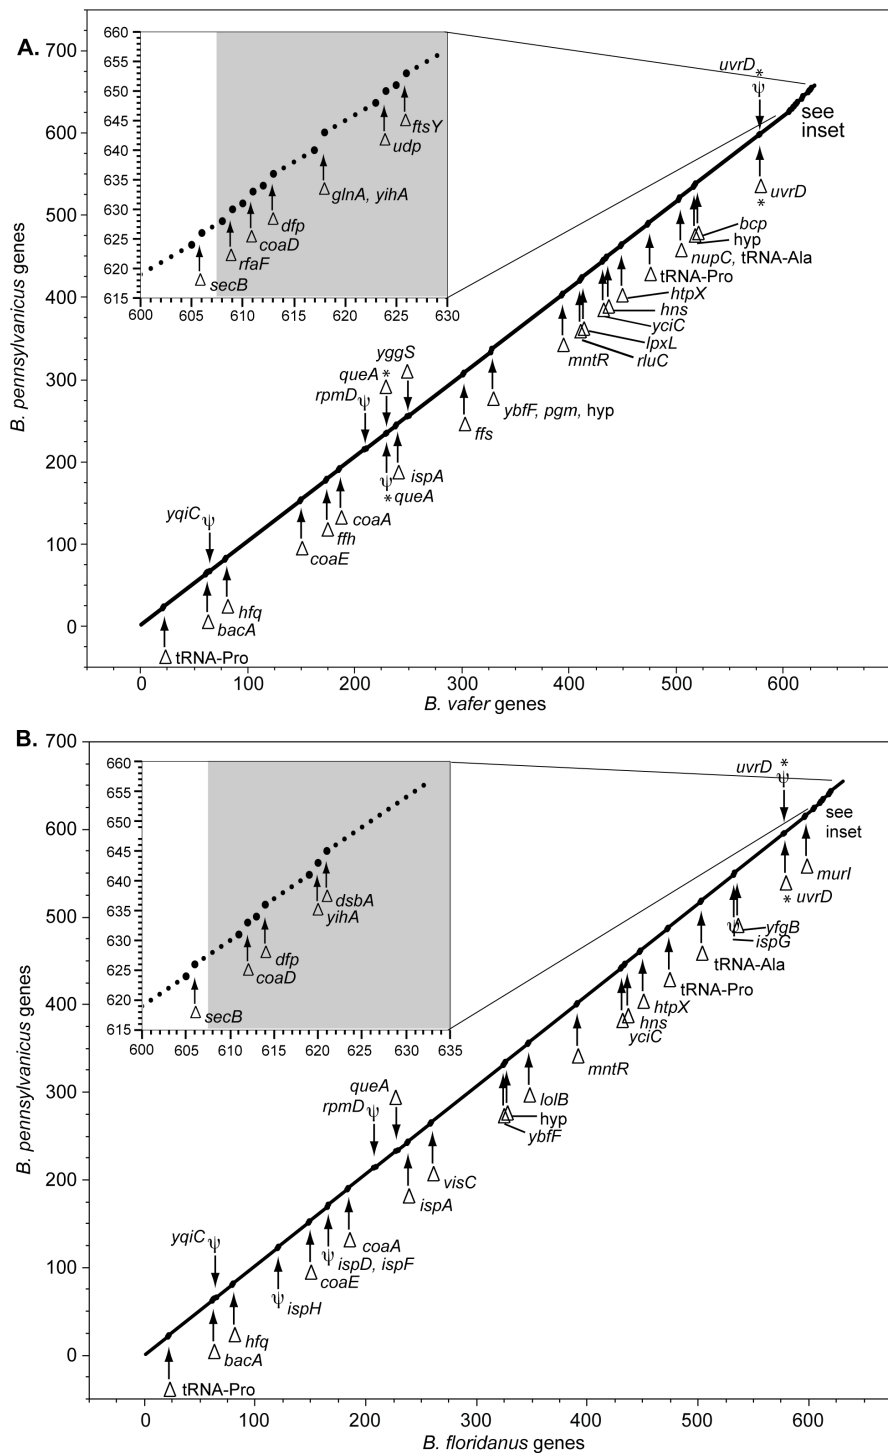 A.
B. pennsylvanicus genes
700
600
500
400
300
200
100
0
660
655
650
645
640
635
630
625
620
615
600
605
610
615
620
625
630
ftsY
udp
glnA, yihA
dfp
coaD
rfaF
secB
uvrD
*
ψ
see
inset
uvrD
*
bcp
hyp
nupC, tRNA-Ala
tRNA-Pro
htpX
hns
yciC
lpxL
rluC
mntR
yggS
queA *
rpmD ψ
ybfF, pgm, hyp
ffs
ispA
ψ
* queA
coaA
ffh
coaE
yqiC ψ
hfq
bacA
tRNA-Pro
0
100
200
300
400
500
600
B. vafer genes
B.
B. pennsylvanicus genes
700
600
500
400
300
200
100
0
660
655
650
645
640
635
630
625
620
615
600
605
610
615
620
625
630
635
dsbA
yihA
dfp
coaD
secB
uvrD
*
ψ
see
inset
murI
* uvrD
ψ
yfgB
ispG
tRNA-Ala
tRNA-Pro
htpX
hns
yciC
mntR
lolB
hyp
ybfF
queA
rpmD ψ
visC
ispA
coaA
ψ ispD, ispF
coaE
ψ ispH
yqiC ψ
hfq
bacA
tRNA-Pro
0
100
200
300
400
500
600
B. floridanus genes